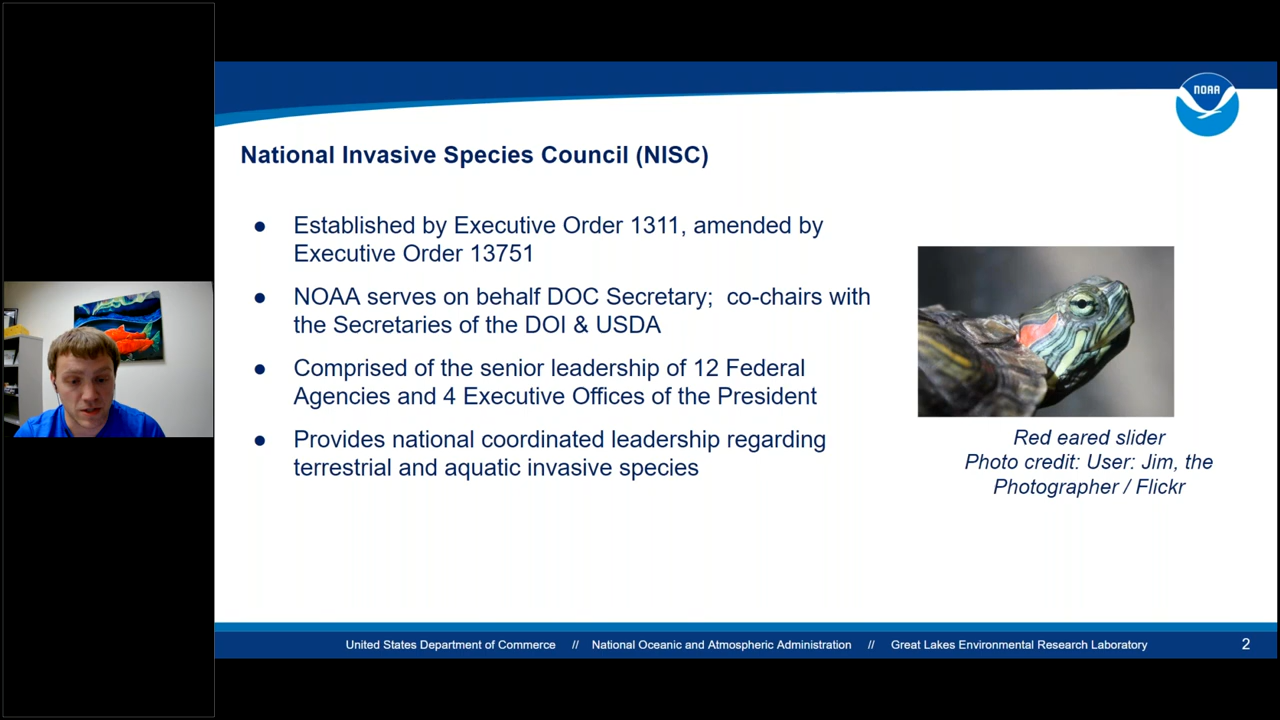 NOAA
National Invasive Species Council (NISC)
● Established by Executive Order 1311, amended by
Executive Order 13751
● NOAA serves on behalf DOC Secretary;  co-chairs with
the Secretaries of the DOI & USDA
● Comprised of the senior leadership of 12 Federal
Agencies and 4 Executive Offices of the President
● Provides national coordinated leadership regarding
terrestrial and aquatic invasive species
Red eared slider
Photo credit: User: Jim, the
Photographer / Flickr
United States Department of Commerce // National Oceanic and Atmospheric Administration // Great Lakes Environmental Research Laboratory 2